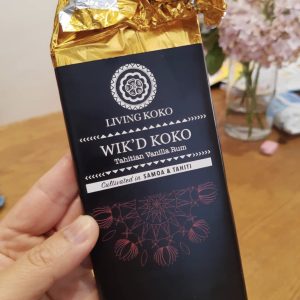 LIVING KOKO
WIK'D KOKO
Tahitian Vanilla Rum
Cultivated in SAMOA & TAHITI